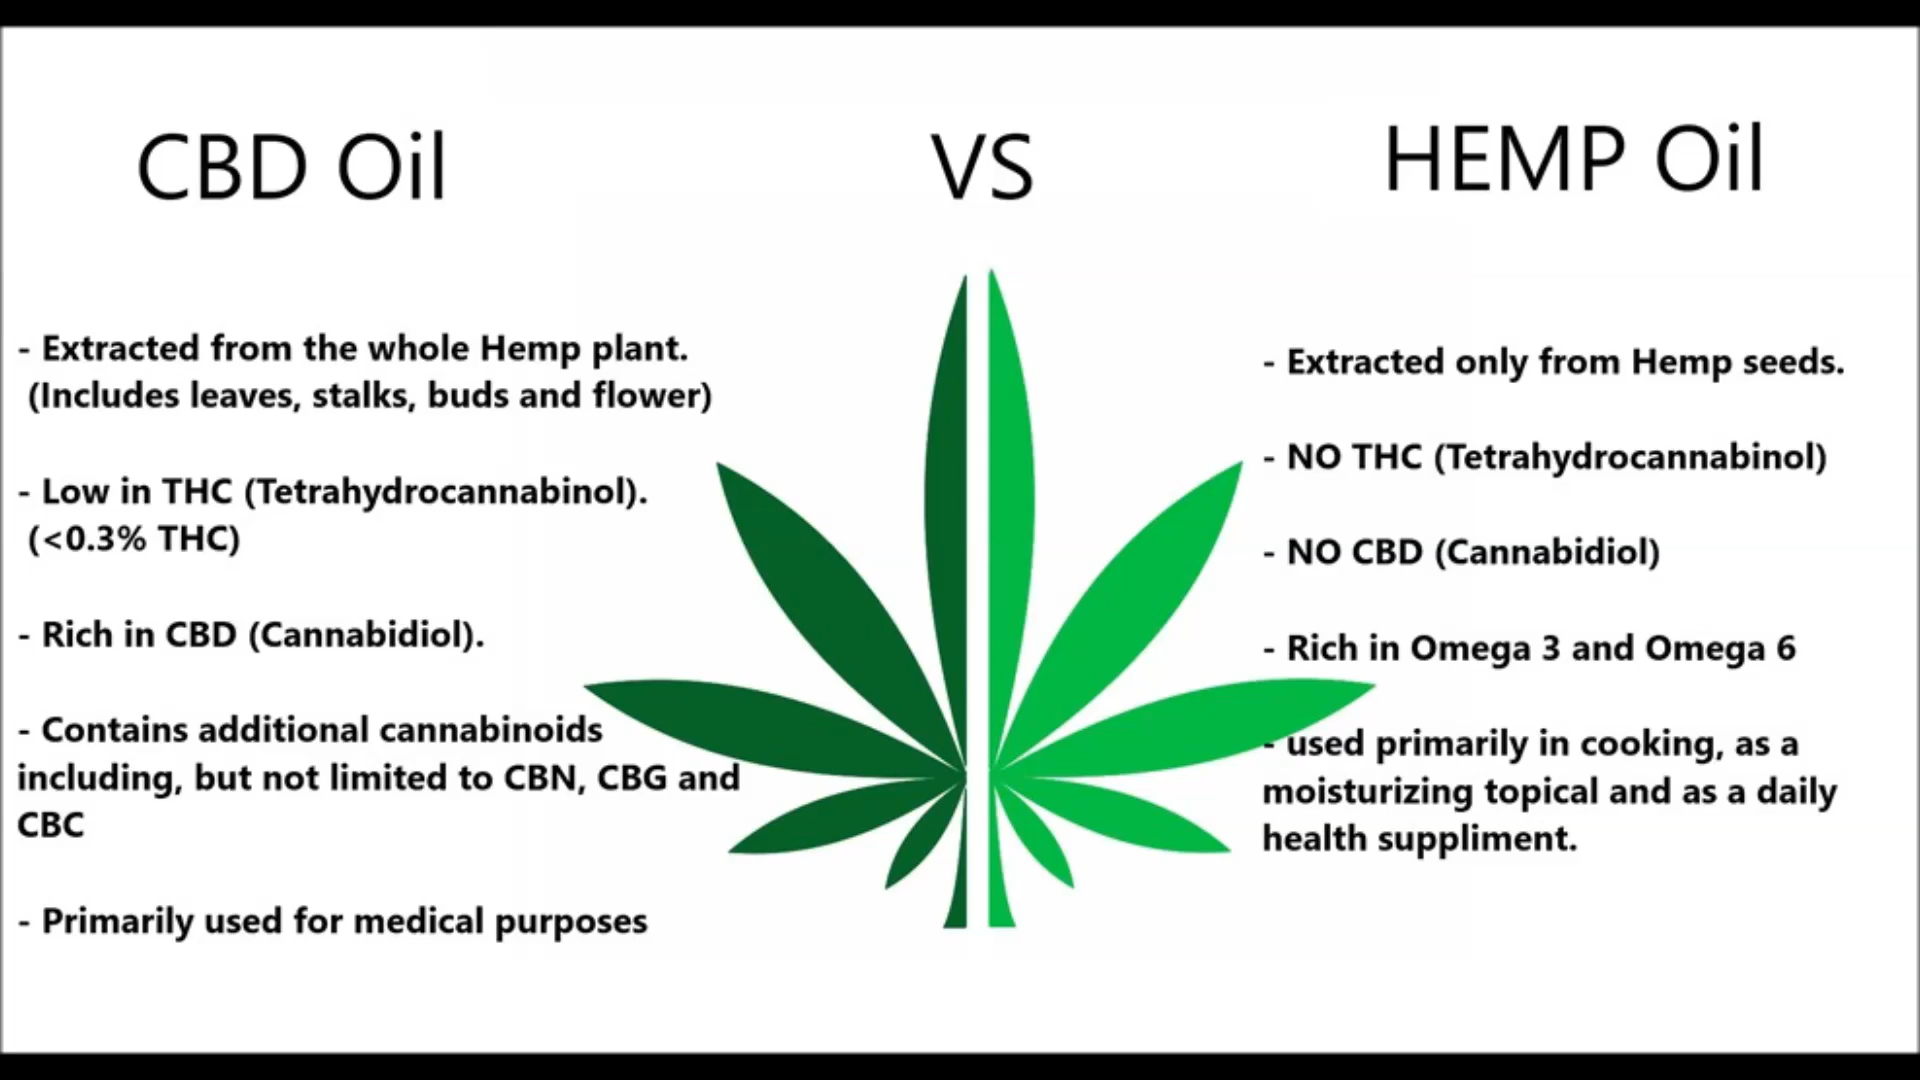 CBD Oil
VS
HEMP Oil
- Extracted from the whole Hemp plant.
(Includes leaves, stalks, buds and flower)
- Low in THC (Tetrahydrocannabinol).
(<0.3% THC)
- Rich in CBD (Cannabidiol).
- Contains additional cannabinoids
including, but not limited to CBN, CBG and
CBC
- Primarily used for medical purposes
- Extracted only from Hemp seeds.
- NO THC (Tetrahydrocannabinol)
- NO CBD (Cannabidiol)
- Rich in Omega 3 and Omega 6
- used primarily in cooking, as a
moisturizing topical and as a daily
health suppliment.